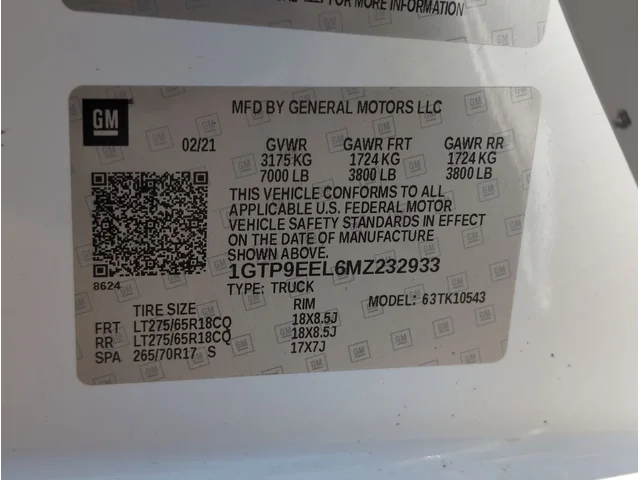 FOR MORE INFORMATION
GM
MFD BY GENERAL MOTORS LLC
02/21 GVWR GAWR FRT GAWR RR
3175 KG 1724 KG 1724 KG
7000 LB 3800 LB 3800 LB
THIS VEHICLE CONFORMS TO ALL
APPLICABLE U.S. FEDERAL MOTOR
VEHICLE SAFETY STANDARDS IN EFFECT
ON THE DATE OF MANUFACTURE
SHOWN ABOVE.
8624
1GTP9EEL6MZ232933
TYPE: TRUCK MODEL: 63TK10543
TIRE SIZE RIM
FRT LT275/65R18CQ 18X8.5J
RR LT275/65R18CQ 18X8.5J
SPA 265/70R17 S 17X7J